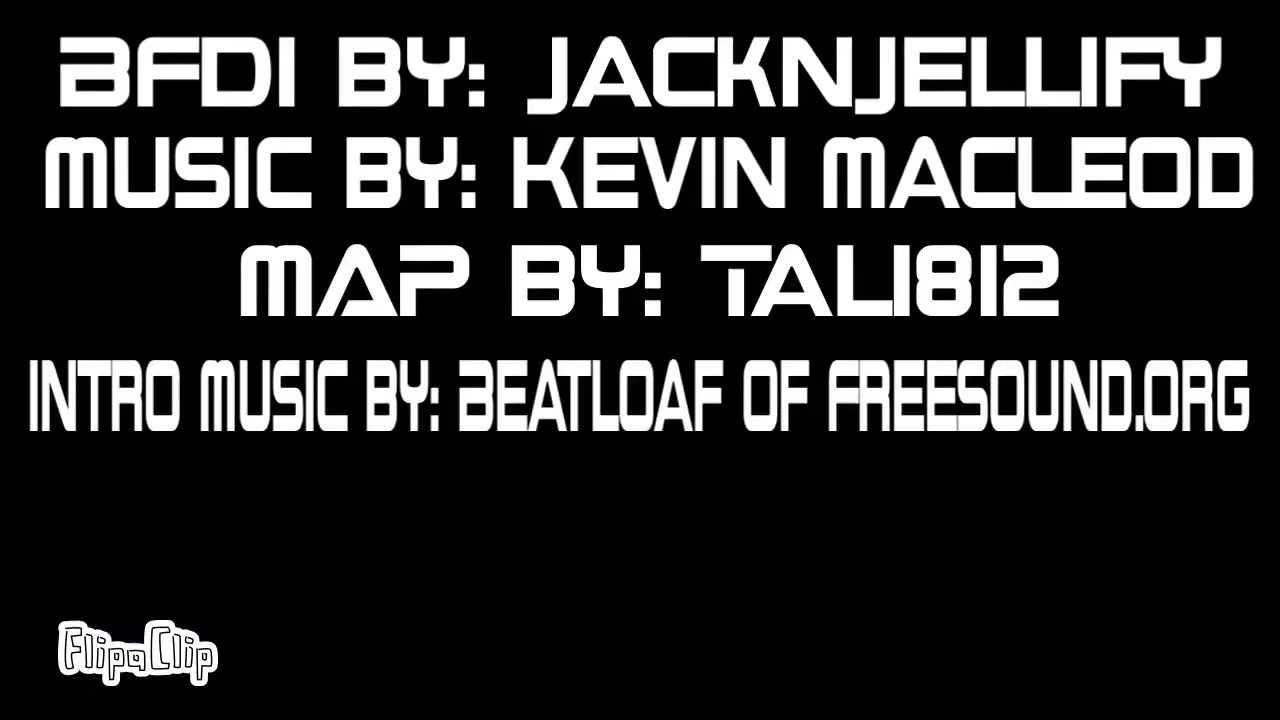 BFDI BY: JACKNJELLIFY
MUSIC BY: KEVIN MACLEOD
MAP BY: TALI812
INTRO MUSIC BY: BEATLOAF OF FREESOUND.ORG
FlipaClip